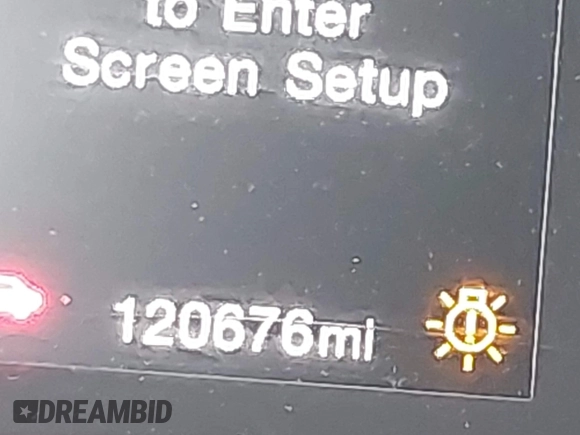 to Enter
Screen Setup
120676mi
DREAMBID